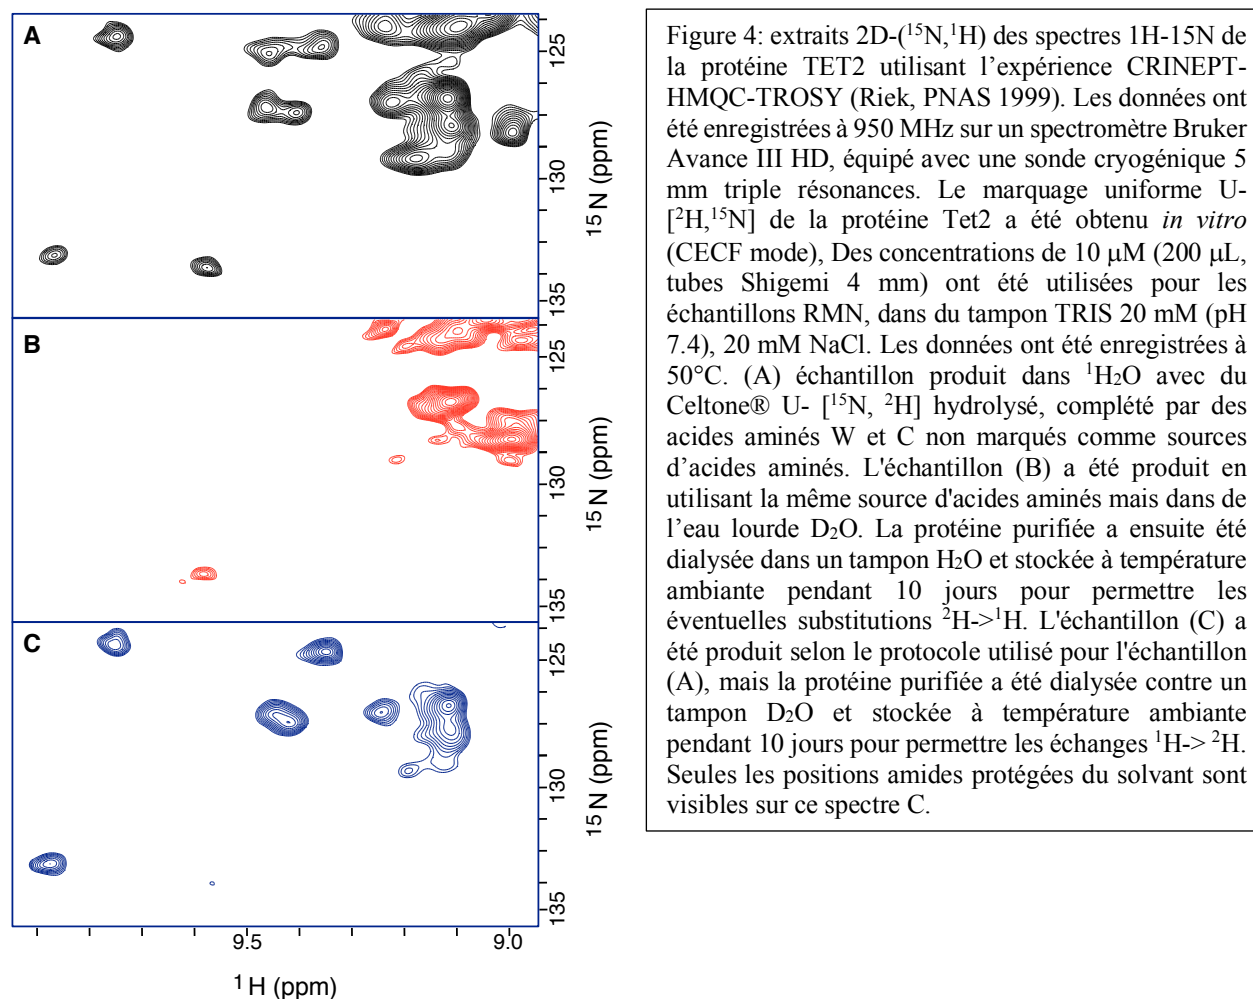 A
125
130
135
15 N (ppm)
B
125
130
135
15 N (ppm)
C
125
130
135
15 N (ppm)
9.5
9.0
1 H (ppm)
Figure 4: extraits 2D-(15N,1H) des spectres 1H-15N de
la protéine TET2 utilisant l’expérience CRINEPT-
HMQC-TROSY (Riek, PNAS 1999). Les données ont
été enregistrées à 950 MHz sur un spectromètre Bruker
Avance III HD, équipé avec une sonde cryogénique 5
mm triple résonances. Le marquage uniforme U-
[2H,15N] de la protéine Tet2 a été obtenu in vitro
(CECF mode), Des concentrations de 10 µM (200 µL,
tubes Shigemi 4 mm) ont été utilisées pour les
échantillons RMN, dans du tampon TRIS 20 mM (pH
7.4), 20 mM NaCl. Les données ont été enregistrées à
50°C. (A) échantillon produit dans 1H2O avec du
Celtone® U- [15N, 2H] hydrolysé, complété par des
acides aminés W et C non marqués comme sources
d’acides aminés. L'échantillon (B) a été produit en
utilisant la même source d'acides aminés mais dans de
l’eau lourde D2O. La protéine purifiée a ensuite été
dialysée dans un tampon H2O et stockée à température
ambiante pendant 10 jours pour permettre les
éventuelles substitutions 2H->1H. L'échantillon (C) a
été produit selon le protocole utilisé pour l'échantillon
(A), mais la protéine purifiée a été dialysée contre un
tampon D2O et stockée à température ambiante
pendant 10 jours pour permettre les échanges 1H-> 2H.
Seules les positions amides protégées du solvant sont
visibles sur ce spectre C.